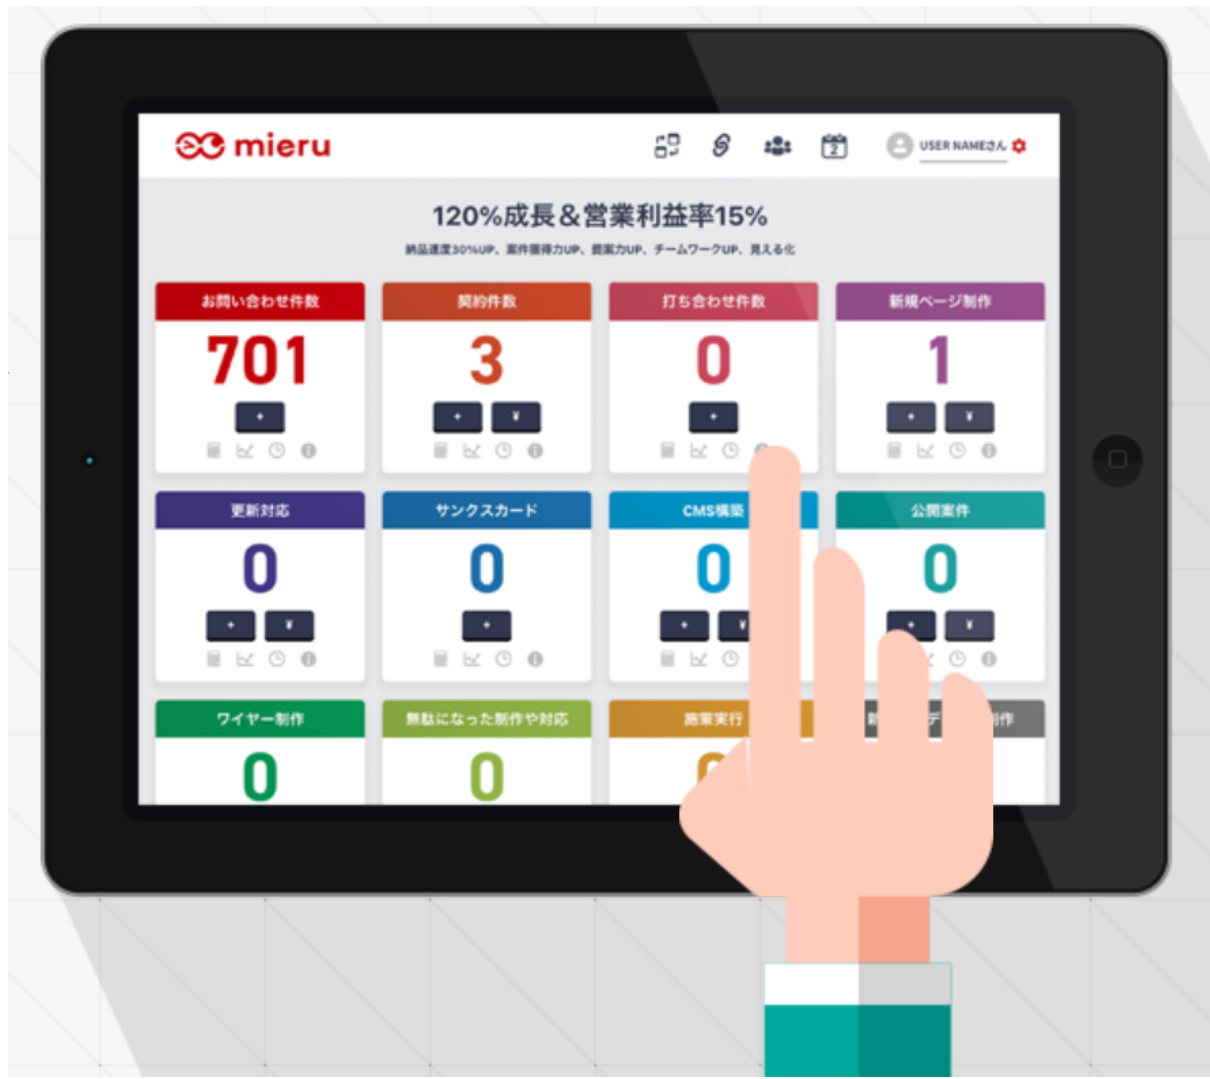 mieru
2
USER NAMEさん
120%成長＆営業利益率15%
納品速度30%UP、案件獲得力UP、提案力UP、チームワークUP、見える化
お問い合わせ件数
契約件数
打ち合わせ件数
新規ページ制作
701
3
0
1
+
+ ¥
+
+ ¥
更新対応
サンクスカード
CMS構築
公開案件
0
0
0
0
+ ¥
+
+ ¥
+ ¥
ワイヤー制作
無駄になった制作や対応
施策実行
0
0